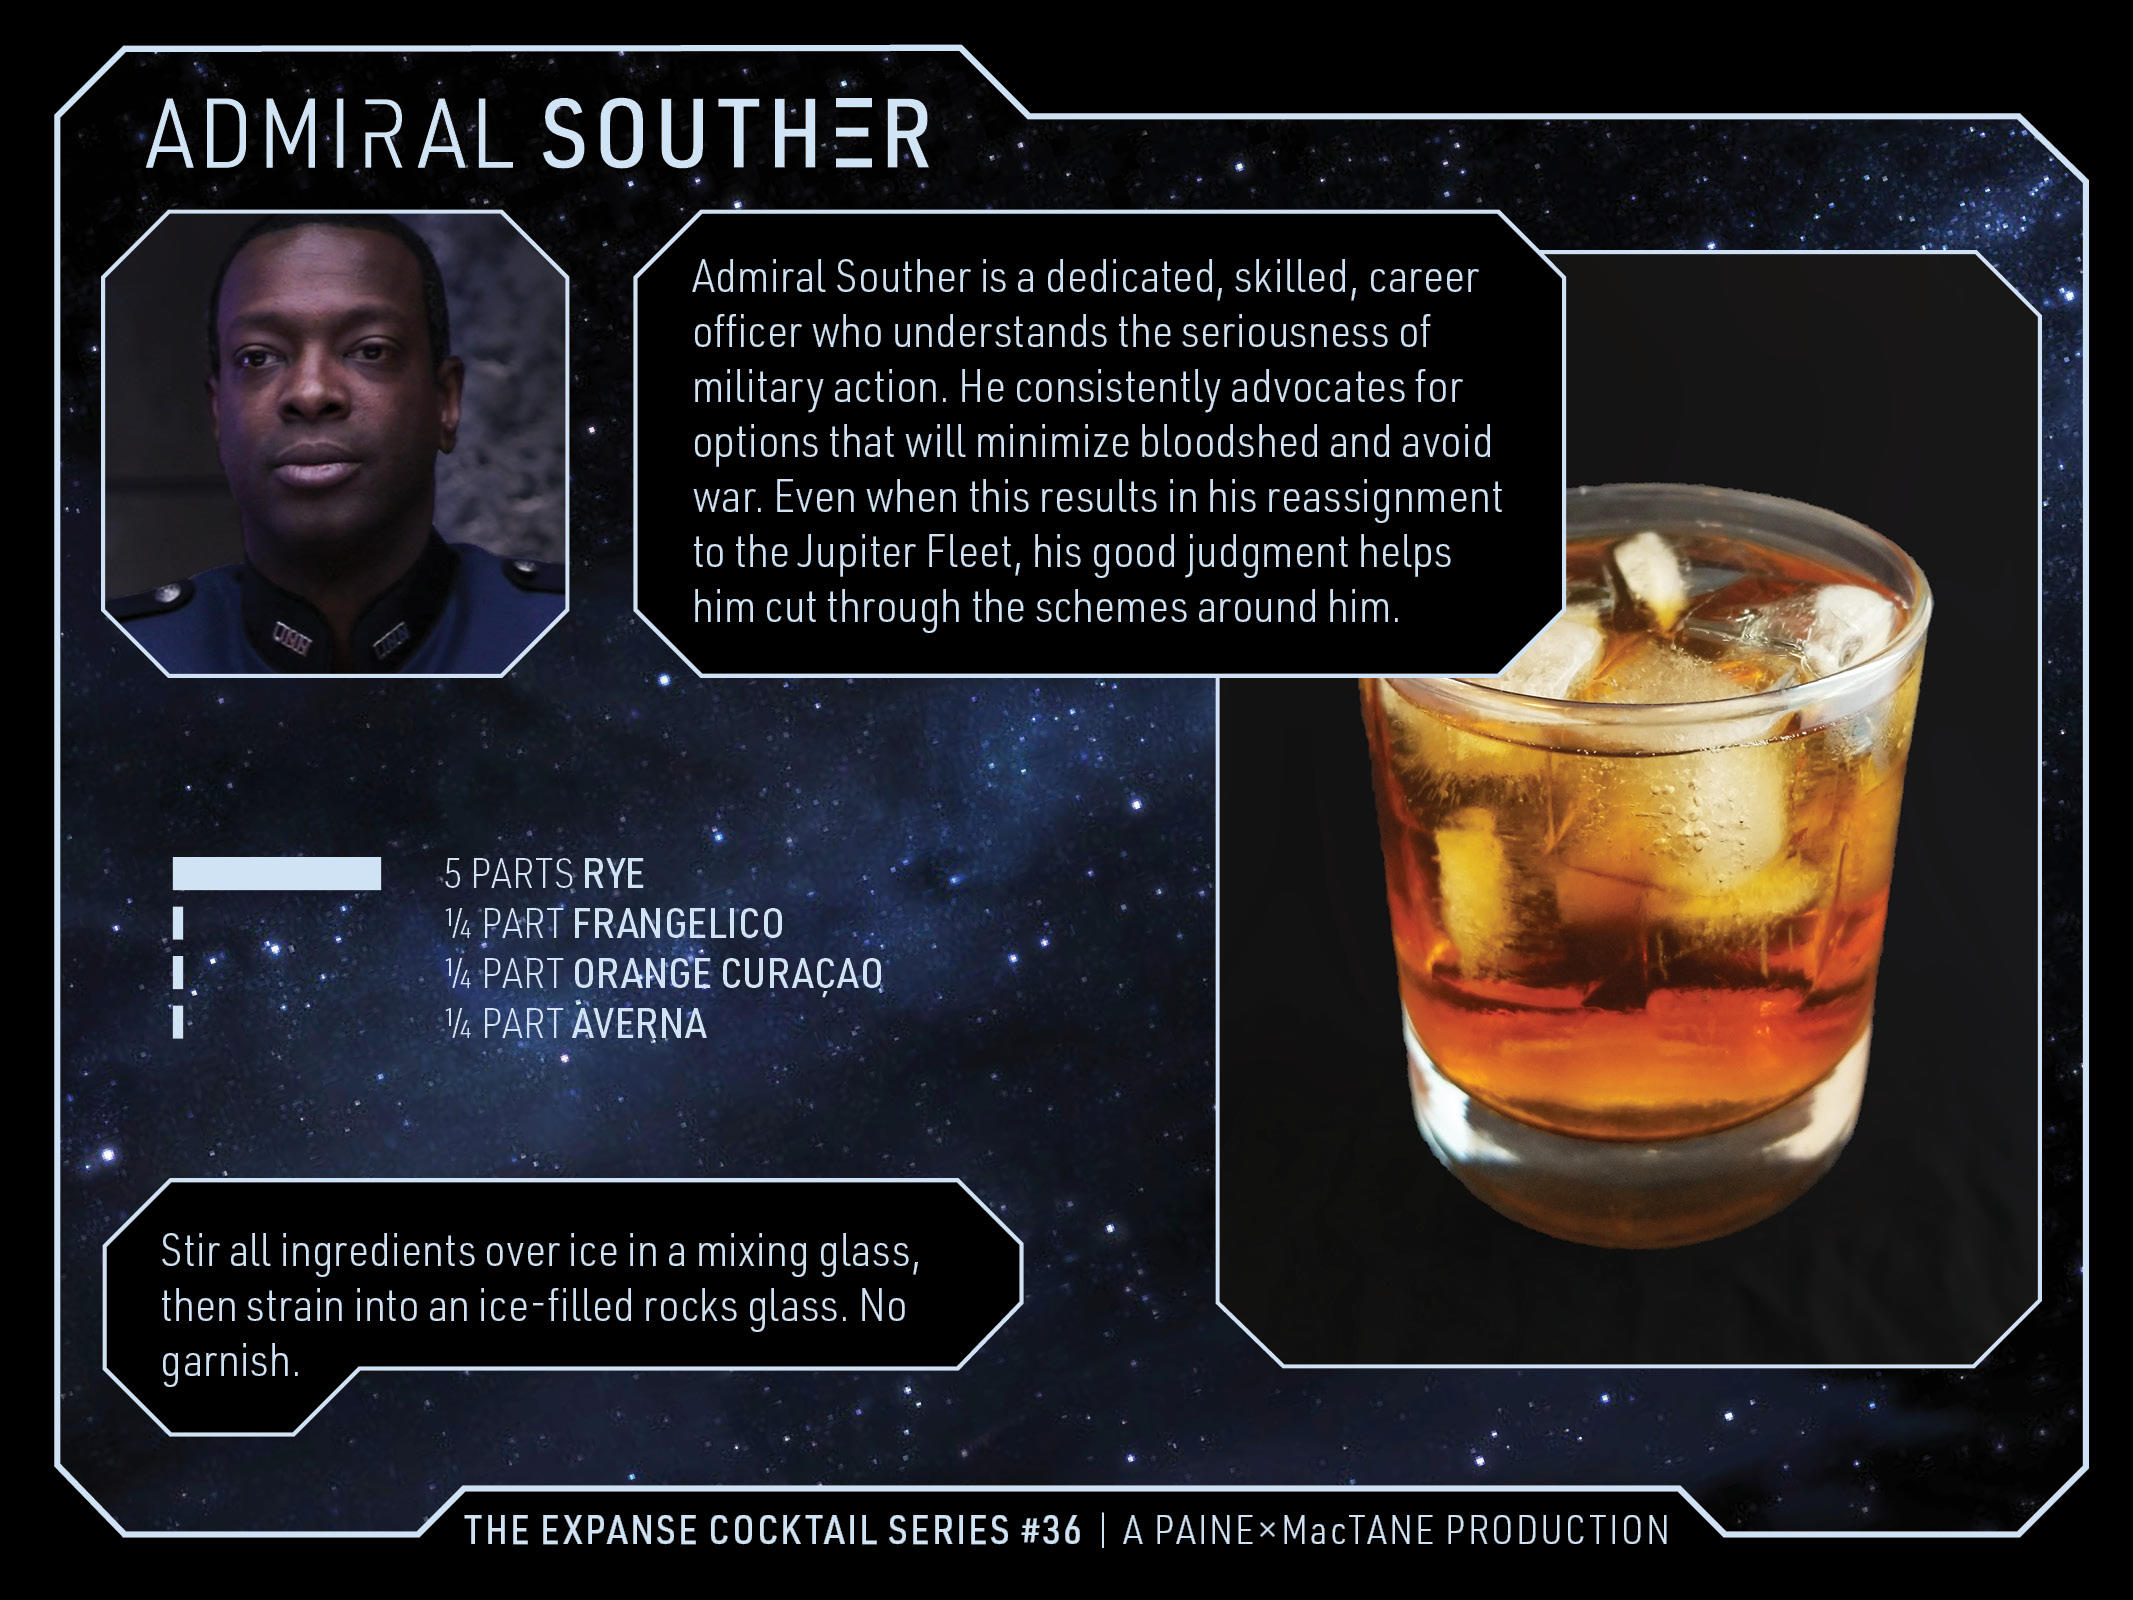 ADMIRAL SOUTHER
Admiral Souther is a dedicated, skilled, career
officer who understands the seriousness of
military action. He consistently advocates for
options that will minimize bloodshed and avoid
war. Even when this results in his reassignment
to the Jupiter Fleet, his good judgment helps
him cut through the schemes around him.
5 PARTS RYE
¼ PART FRANGELICO
¼ PART ORANGE CURAÇAO
¼ PART AVERNA
Stir all ingredients over ice in a mixing glass,
then strain into an ice-filled rocks glass. No
garnish.
THE EXPANSE COCKTAIL SERIES #36 | A PAINE×MacTANE PRODUCTION